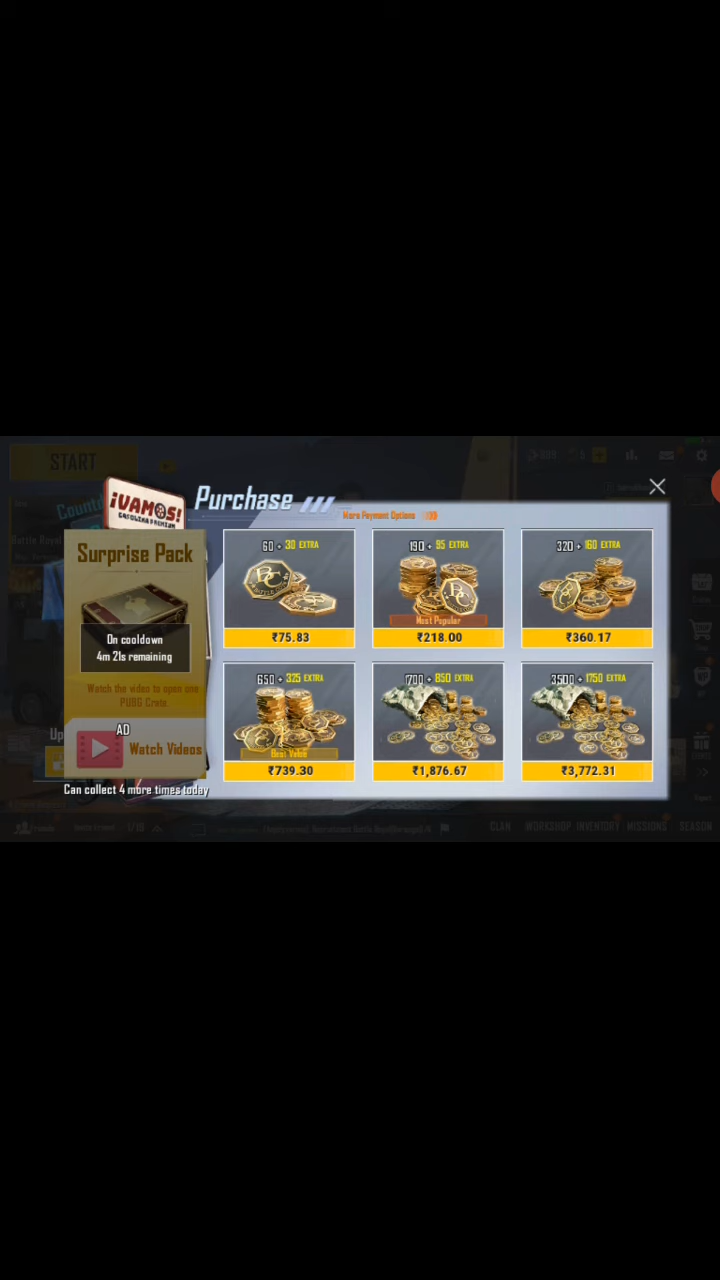 START
¡VAMOS!
GASOLINA PREMIUM
Purchase
More Payment Options
Surprise Pack
On cooldown
4m 21s remaining
Watch the video to open one
PUBG Crate
AD
Watch Videos
Can collect 4 more times today
60 + 30 EXTRA
₹75.83
190 + 95 EXTRA
Most Popular
₹218.00
320 + 160 EXTRA
₹360.17
650 + 325 EXTRA
Best Value
₹739.30
1700 + 850 EXTRA
₹1,876.67
3500 + 1750 EXTRA
₹3,772.31
CLAN WORKSHOP INVENTORY MISSIONS SEASON